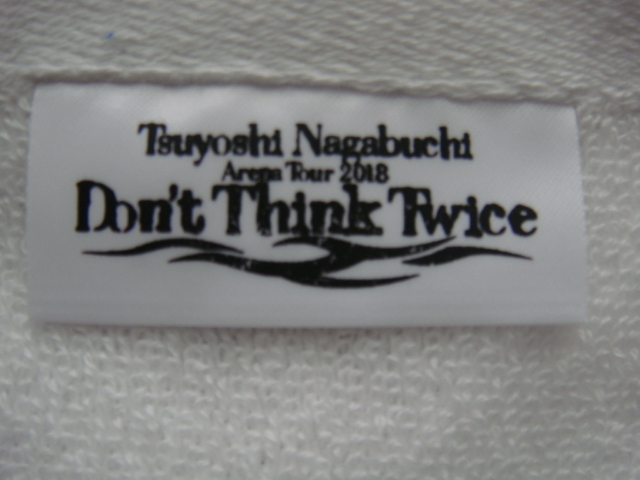 Tsuyoshi Nagabuchi
Arena Tour 2018
Don't Think Twice